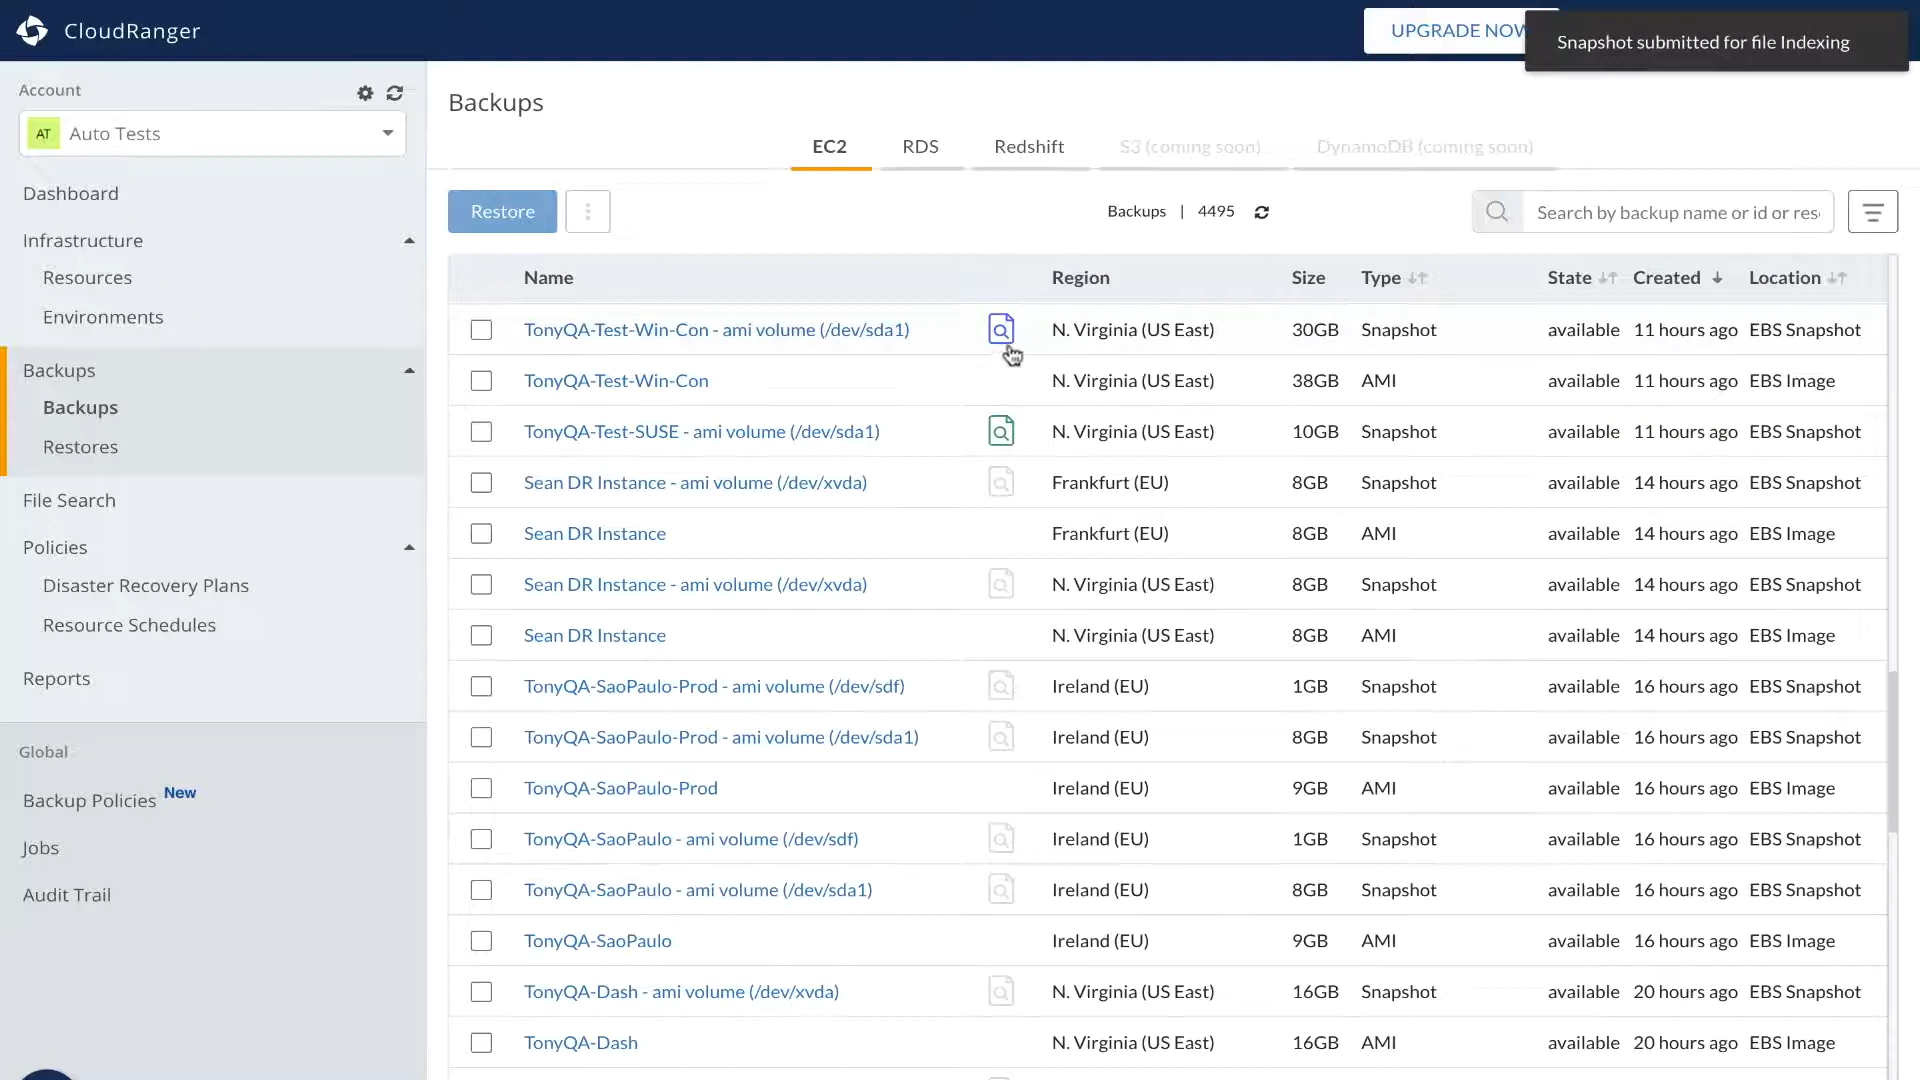 CloudRanger
UPGRADE NOW
Snapshot submitted for file Indexing
Account
AT Auto Tests
Dashboard
Infrastructure
Resources
Environments
Backups
Backups
Restores
File Search
Policies
Disaster Recovery Plans
Resource Schedules
Reports
Global
Backup Policies New
Jobs
Audit Trail
Backups
EC2 RDS Redshift S3 (coming soon) DynamoDB (coming soon)
Restore Backups | 4495 Search by backup name or id or res
Name Region Size Type State Created Location
TonyQA-Test-Win-Con - ami volume (/dev/sda1) N. Virginia (US East) 30GB Snapshot available 11 hours ago EBS Snapshot
TonyQA-Test-Win-Con N. Virginia (US East) 38GB AMI available 11 hours ago EBS Image
TonyQA-Test-SUSE - ami volume (/dev/sda1) N. Virginia (US East) 10GB Snapshot available 11 hours ago EBS Snapshot
Sean DR Instance - ami volume (/dev/xvda) Frankfurt (EU) 8GB Snapshot available 14 hours ago EBS Snapshot
Sean DR Instance Frankfurt (EU) 8GB AMI available 14 hours ago EBS Image
Sean DR Instance - ami volume (/dev/xvda) N. Virginia (US East) 8GB Snapshot available 14 hours ago EBS Snapshot
Sean DR Instance N. Virginia (US East) 8GB AMI available 14 hours ago EBS Image
TonyQA-SaoPaulo-Prod - ami volume (/dev/sdf) Ireland (EU) 1GB Snapshot available 16 hours ago EBS Snapshot
TonyQA-SaoPaulo-Prod - ami volume (/dev/sda1) Ireland (EU) 8GB Snapshot available 16 hours ago EBS Snapshot
TonyQA-SaoPaulo-Prod Ireland (EU) 9GB AMI available 16 hours ago EBS Image
TonyQA-SaoPaulo - ami volume (/dev/sdf) Ireland (EU) 1GB Snapshot available 16 hours ago EBS Snapshot
TonyQA-SaoPaulo - ami volume (/dev/sda1) Ireland (EU) 8GB Snapshot available 16 hours ago EBS Snapshot
TonyQA-SaoPaulo Ireland (EU) 9GB AMI available 16 hours ago EBS Image
TonyQA-Dash - ami volume (/dev/xvda) N. Virginia (US East) 16GB Snapshot available 20 hours ago EBS Snapshot
TonyQA-Dash N. Virginia (US East) 16GB AMI available 20 hours ago EBS Image